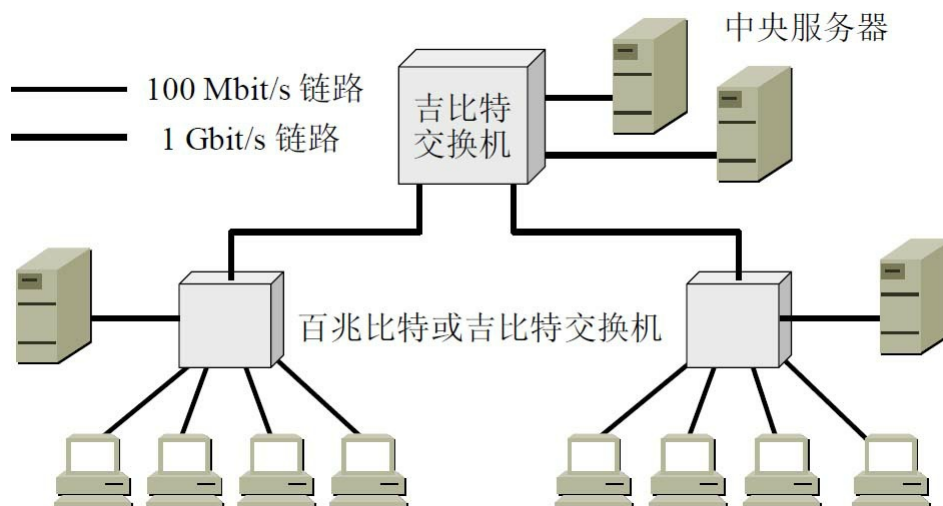 中央服务器
100 Mbit/s 链路
1 Gbit/s 链路
吉比特
交换机
百兆比特或吉比特交换机